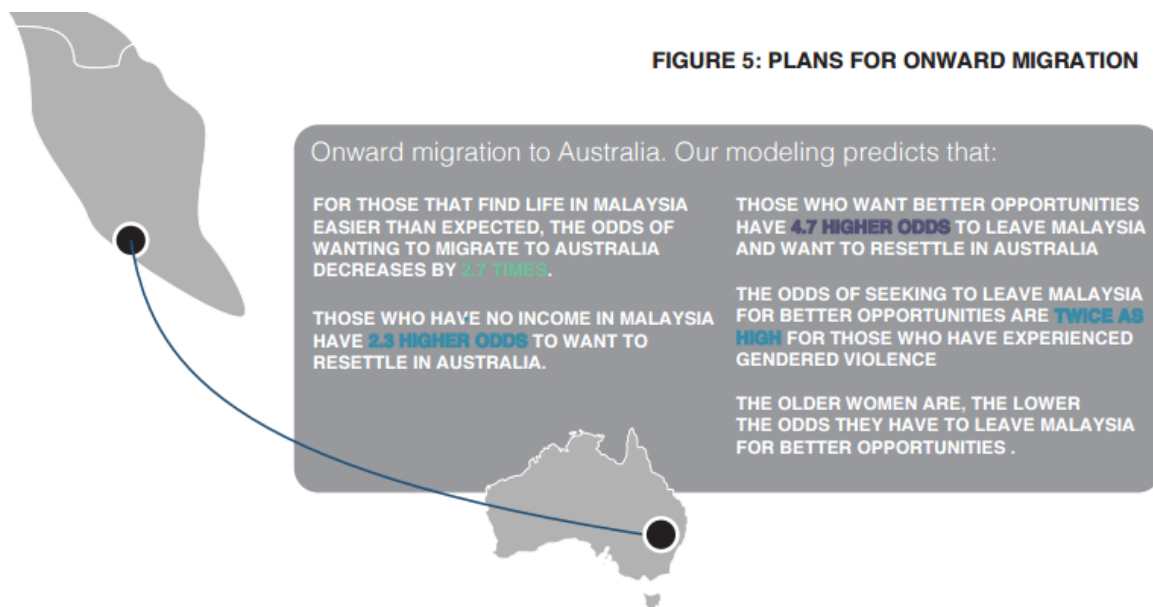 FIGURE 5: PLANS FOR ONWARD MIGRATION
Onward migration to Australia. Our modeling predicts that:
FOR THOSE THAT FIND LIFE IN MALAYSIA
EASIER THAN EXPECTED, THE ODDS OF
WANTING TO MIGRATE TO AUSTRALIA
DECREASES BY 2.7 TIMES.
THOSE WHO HAVE NO INCOME IN MALAYSIA
HAVE 2.3 HIGHER ODDS TO WANT TO
RESETTLE IN AUSTRALIA.
THOSE WHO WANT BETTER OPPORTUNITIES
HAVE 4.7 HIGHER ODDS TO LEAVE MALAYSIA
AND WANT TO RESETTLE IN AUSTRALIA
THE ODDS OF SEEKING TO LEAVE MALAYSIA
FOR BETTER OPPORTUNITIES ARE TWICE AS
HIGH FOR THOSE WHO HAVE EXPERIENCED
GENDERED VIOLENCE
THE OLDER WOMEN ARE, THE LOWER
THE ODDS THEY HAVE TO LEAVE MALAYSIA
FOR BETTER OPPORTUNITIES .